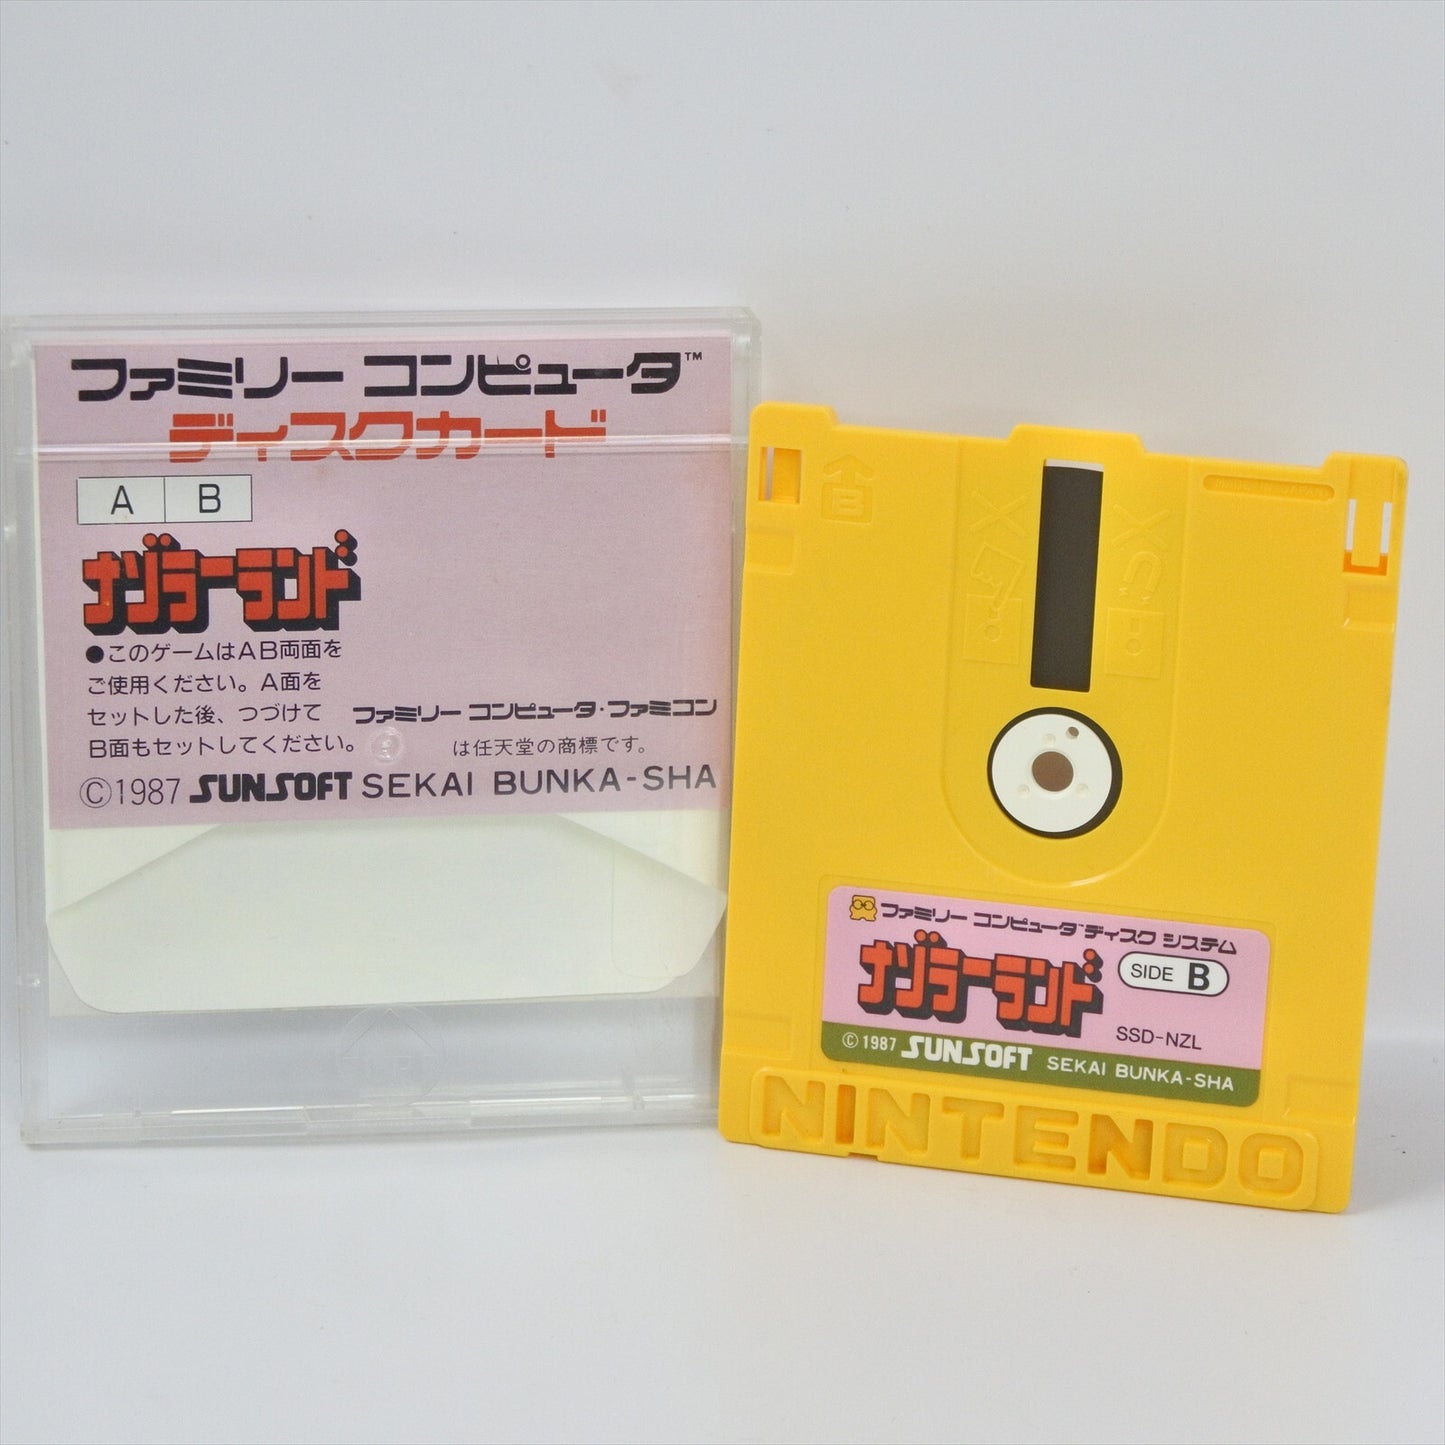 ファミリー コンピュータ™
ディスクカード
A B
ナゾラーランド
●このゲームはAB両面を
ご使用ください。A面を
セットした後、つづけて
B面もセットしてください。
ファミリー コンピュータ・ファミコン
は任天堂の商標です。
©1987 SUNSOFT SEKAI BUNKA-SHA
B
ファミリー コンピュータ™ディスク システム
ナゾラーランド
SIDE B
SSD-NZL
©1987 SUNSOFT SEKAI BUNKA-SHA
NINTENDO